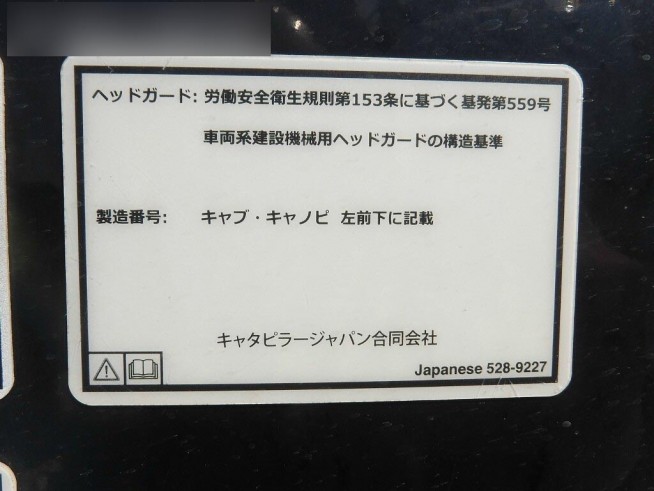 ヘッドガード: 労働安全衛生規則第153条に基づく基発第559号
車両系建設機械用ヘッドガードの構造基準
製造番号: キャブ・キャノピ 左前下に記載
キャタピラージャパン合同会社
Japanese 528-9227